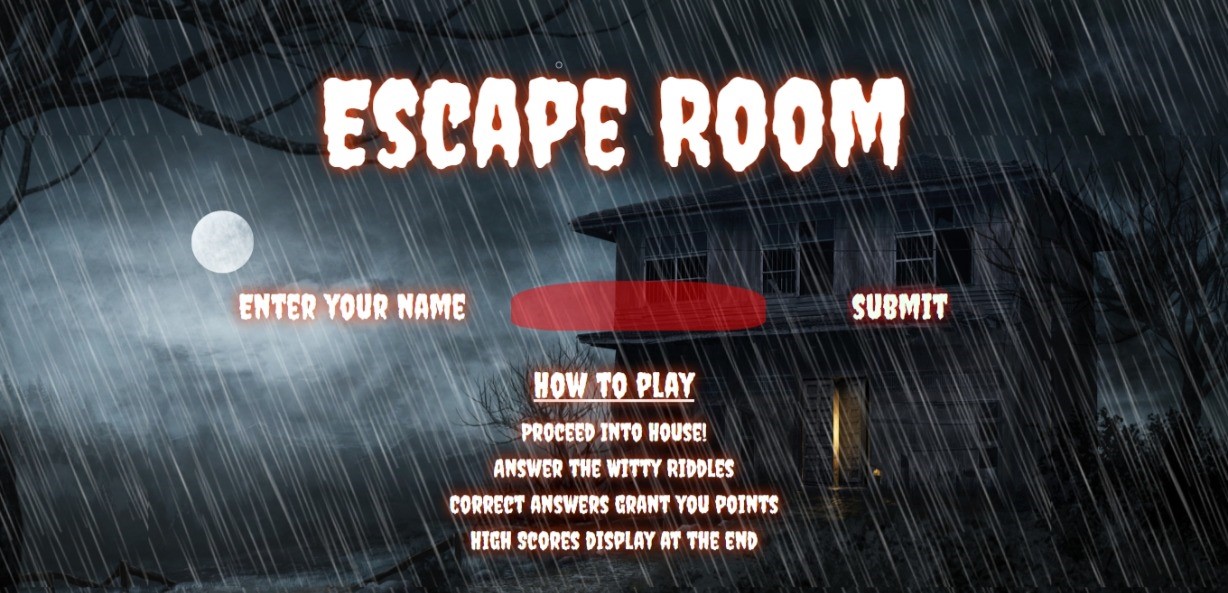 ESCAPE ROOM
ENTER YOUR NAME SUBMIT
HOW TO PLAY
PROCEED INTO HOUSE!
ANSWER THE WITTY RIDDLES
CORRECT ANSWERS GRANT YOU POINTS
HIGH SCORES DISPLAY AT THE END